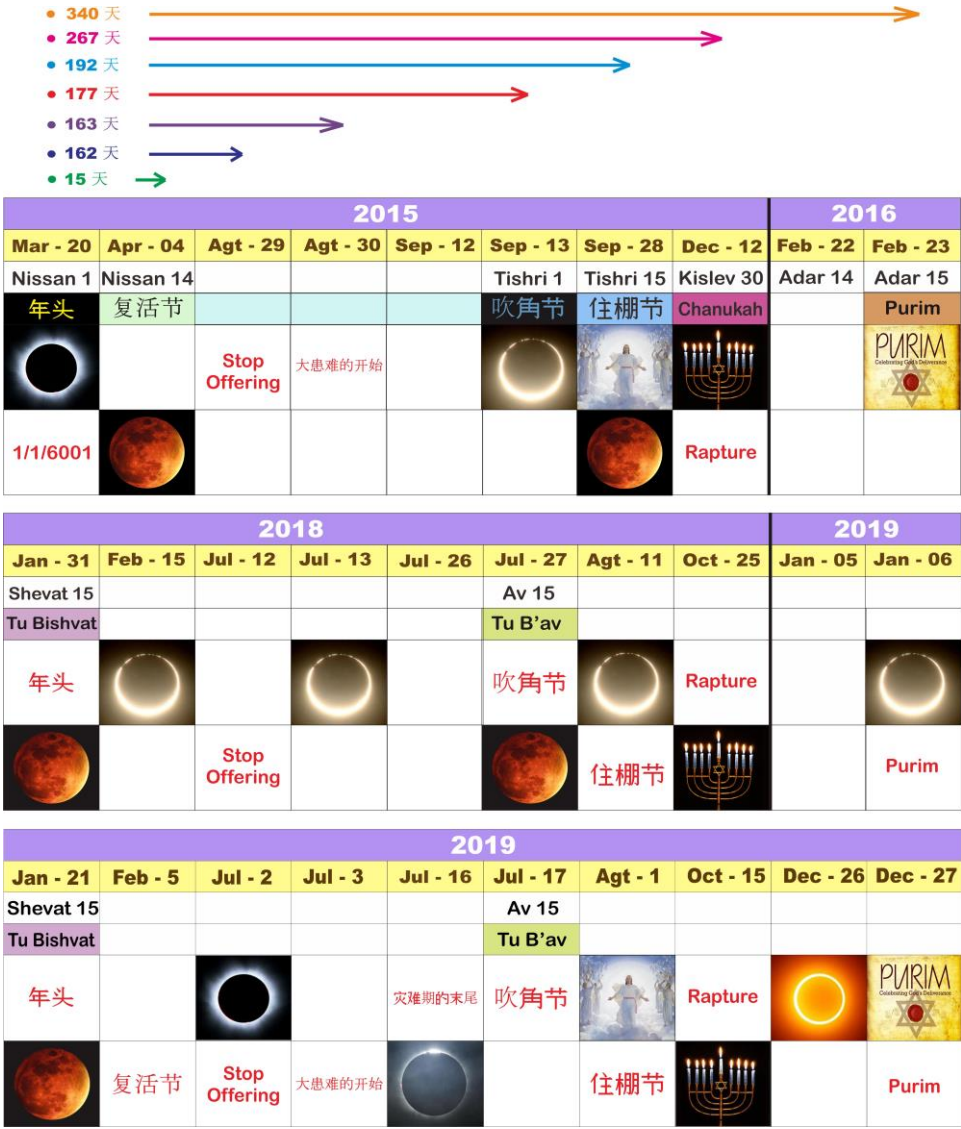 340 天
267 天
192 天
177 天
163 天
162 天
15 天
2015 2016
Mar - 20 Apr - 04 Agt - 29 Agt - 30 Sep - 12 Sep - 13 Sep - 28 Dec - 12 Feb - 22 Feb - 23
Nissan 1 Nissan 14 Tishri 1 Tishri 15 Kislev 30 Adar 14 Adar 15
年头 复活节 吹角节 住棚节 Chanukah Purim
Stop
Offering
大患难的开始
PURIM
Celebrating God's Deliverance
1/1/6001 Rapture
2018 2019
Jan - 31 Feb - 15 Jul - 12 Jul - 13 Jul - 26 Jul - 27 Agt - 11 Oct - 25 Jan - 05 Jan - 06
Shevat 15 Av 15
Tu Bishvat Tu B'av
年头 吹角节 Rapture
Stop
Offering
住棚节 Purim
2019
Jan - 21 Feb - 5 Jul - 2 Jul - 3 Jul - 16 Jul - 17 Agt - 1 Oct - 15 Dec - 26 Dec - 27
Shevat 15 Av 15
Tu Bishvat Tu B'av
年头 灾难期的末尾 吹角节 Rapture
PURIM
Celebrating God's Deliverance
复活节
Stop
Offering
大患难的开始 住棚节 Purim